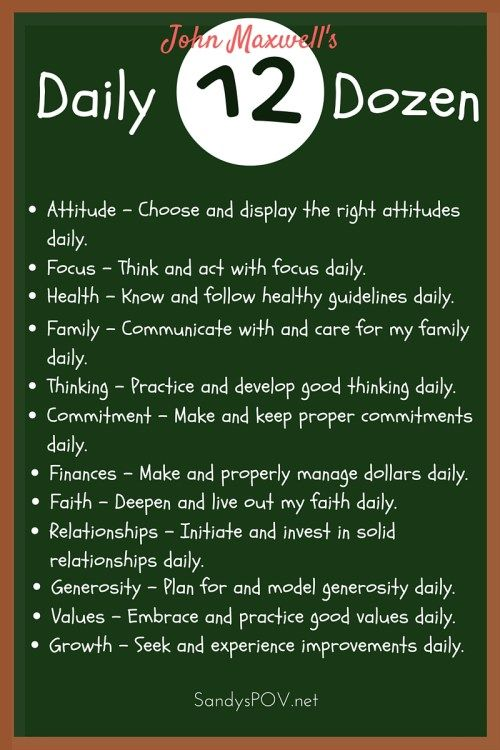 John Maxwell's
Daily 12 Dozen
• Attitude – Choose and display the right attitudes
daily.
• Focus – Think and act with focus daily.
• Health – Know and follow healthy guidelines daily.
• Family – Communicate with and care for my family
daily.
• Thinking – Practice and develop good thinking daily.
• Commitment – Make and keep proper commitments
daily.
• Finances – Make and properly manage dollars daily.
• Faith – Deepen and live out my faith daily.
• Relationships – Initiate and invest in solid
relationships daily.
• Generosity – Plan for and model generosity daily.
• Values – Embrace and practice good values daily.
• Growth – Seek and experience improvements daily.
SandysPOV.net